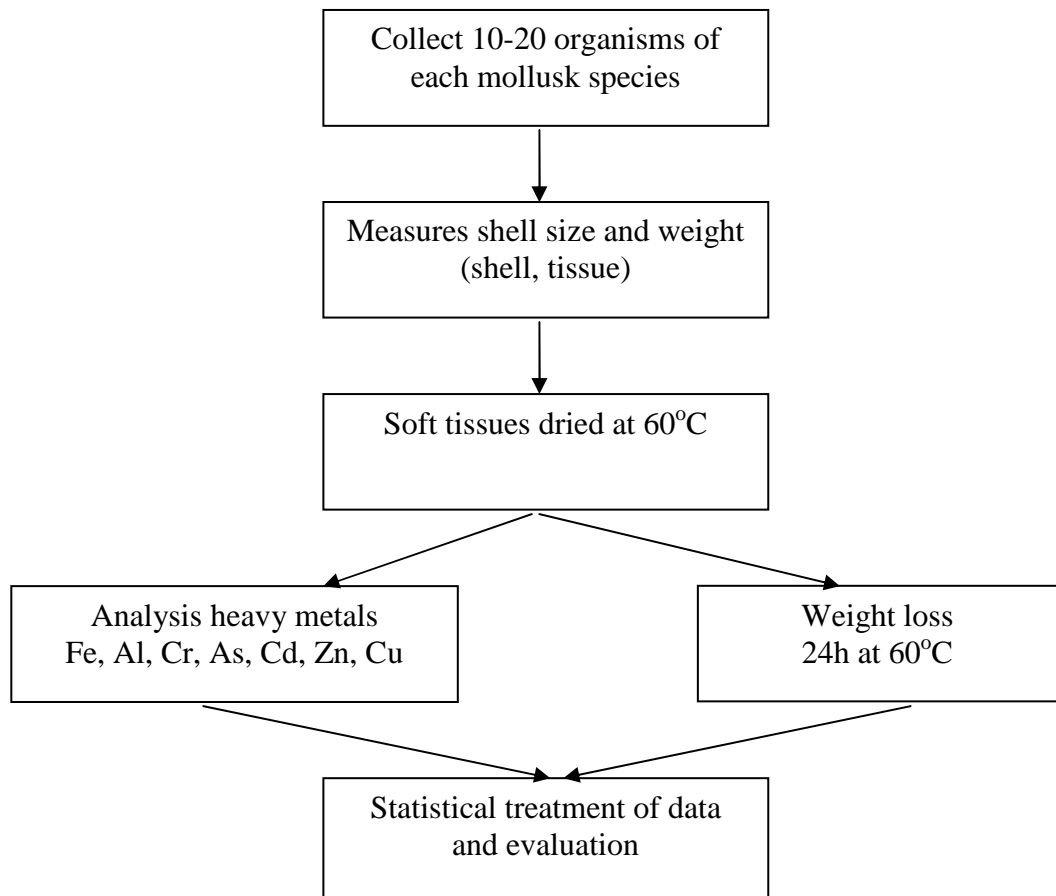 Collect 10-20 organisms of
each mollusk species
Measures shell size and weight
(shell, tissue)
Soft tissues dried at 60°C
Analysis heavy metals
Fe, Al, Cr, As, Cd, Zn, Cu
Weight loss
24h at 60°C
Statistical treatment of data
and evaluation